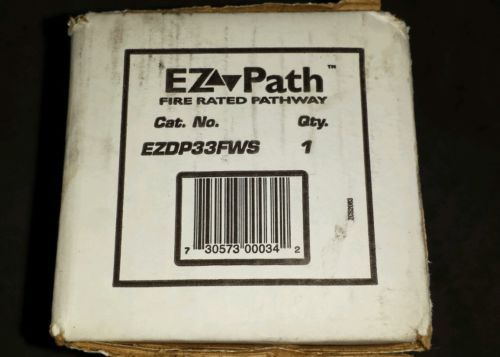 EZ Path™
FIRE RATED PATHWAY
Cat. No. Qty.
EZDP33FWS 1
7 30573 00034 2